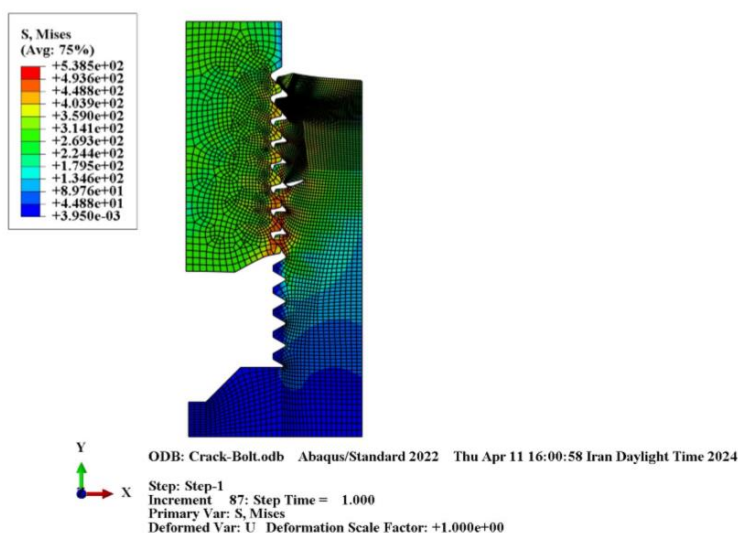 S, Mises
(Avg: 75%)
+5.385e+02
+4.936e+02
+4.488e+02
+4.039e+02
+3.590e+02
+3.141e+02
+2.693e+02
+2.244e+02
+1.795e+02
+1.346e+02
+8.976e+01
+4.488e+01
+3.950e-03
Y
X
ODB: Crack-Bolt.odb Abaqus/Standard 2022 Thu Apr 11 16:00:58 Iran Daylight Time 2024
Step: Step-1
Increment 87: Step Time = 1.000
Primary Var: S, Mises
Deformed Var: U Deformation Scale Factor: +1.000e+00